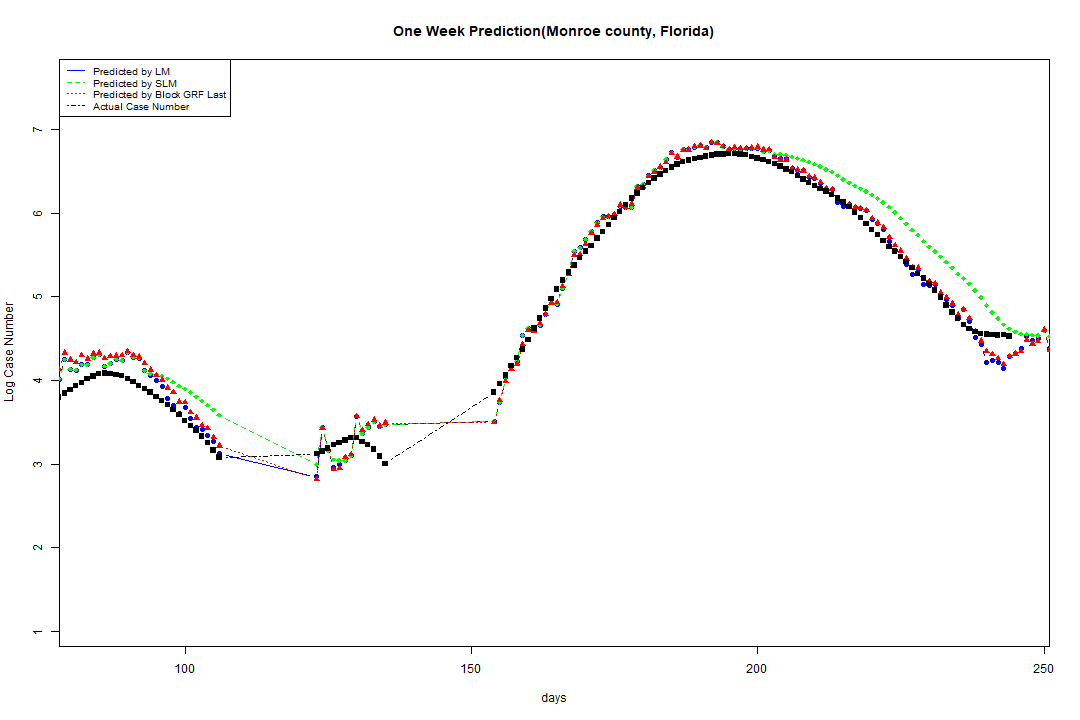 One Week Prediction(Monroe county, Florida)
Predicted by LM
Predicted by SLM
Predicted by Block GRF Last
Actual Case Number
Log Case Number
7
6
5
4
3
2
1
100 150 200 250
days